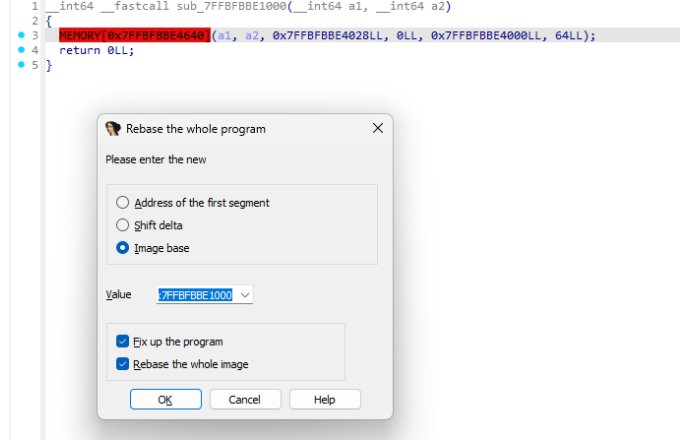 1 __int64 __fastcall sub_7FFBFBBE1000(__int64 a1, __int64 a2)
2 {
3 MEMORY[0x7FFBFBBE4640](a1, a2, 0x7FFBFBBE4028LL, 0LL, 0x7FFBFBBE4000LL, 64LL);
4 return 0LL;
5 }
Rebase the whole program
Please enter the new
Address of the first segment
Shift delta
Image base
Value :7FFBFBBE1000
Fix up the program
Rebase the whole image
OK Cancel Help